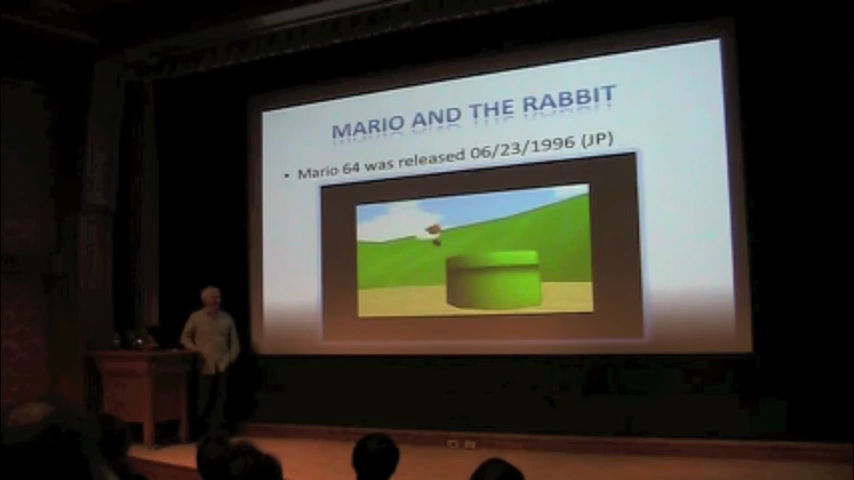 MARIO AND THE RABBIT
• Mario 64 was released 06/23/1996 (JP)